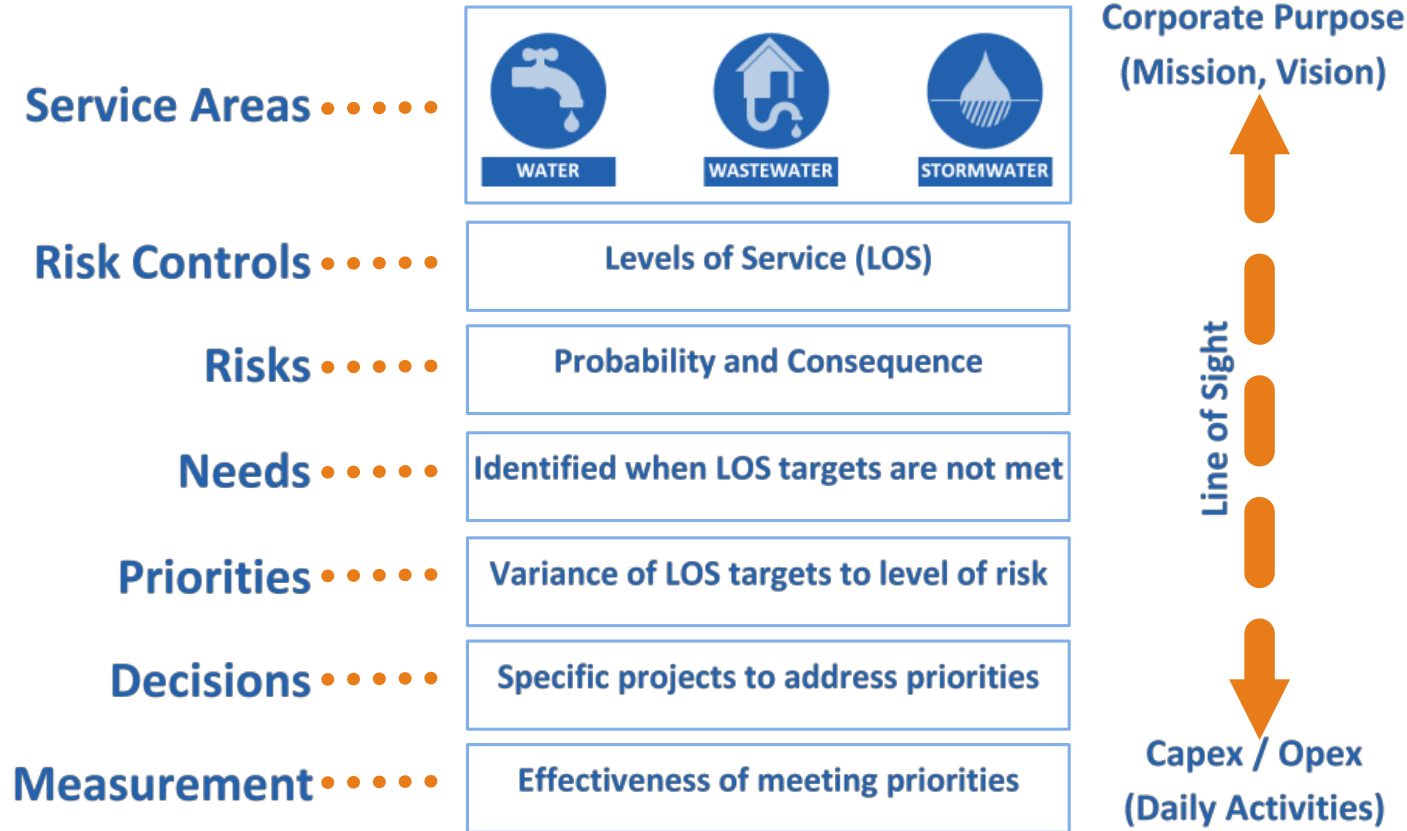 Corporate Purpose
(Mission, Vision)
Service Areas
WATER
WASTEWATER
STORMWATER
Risk Controls
Levels of Service (LOS)
Risks
Probability and Consequence
Line of Sight
Needs
Identified when LOS targets are not met
Priorities
Variance of LOS targets to level of risk
Decisions
Specific projects to address priorities
Measurement
Effectiveness of meeting priorities
Capex / Opex
(Daily Activities)